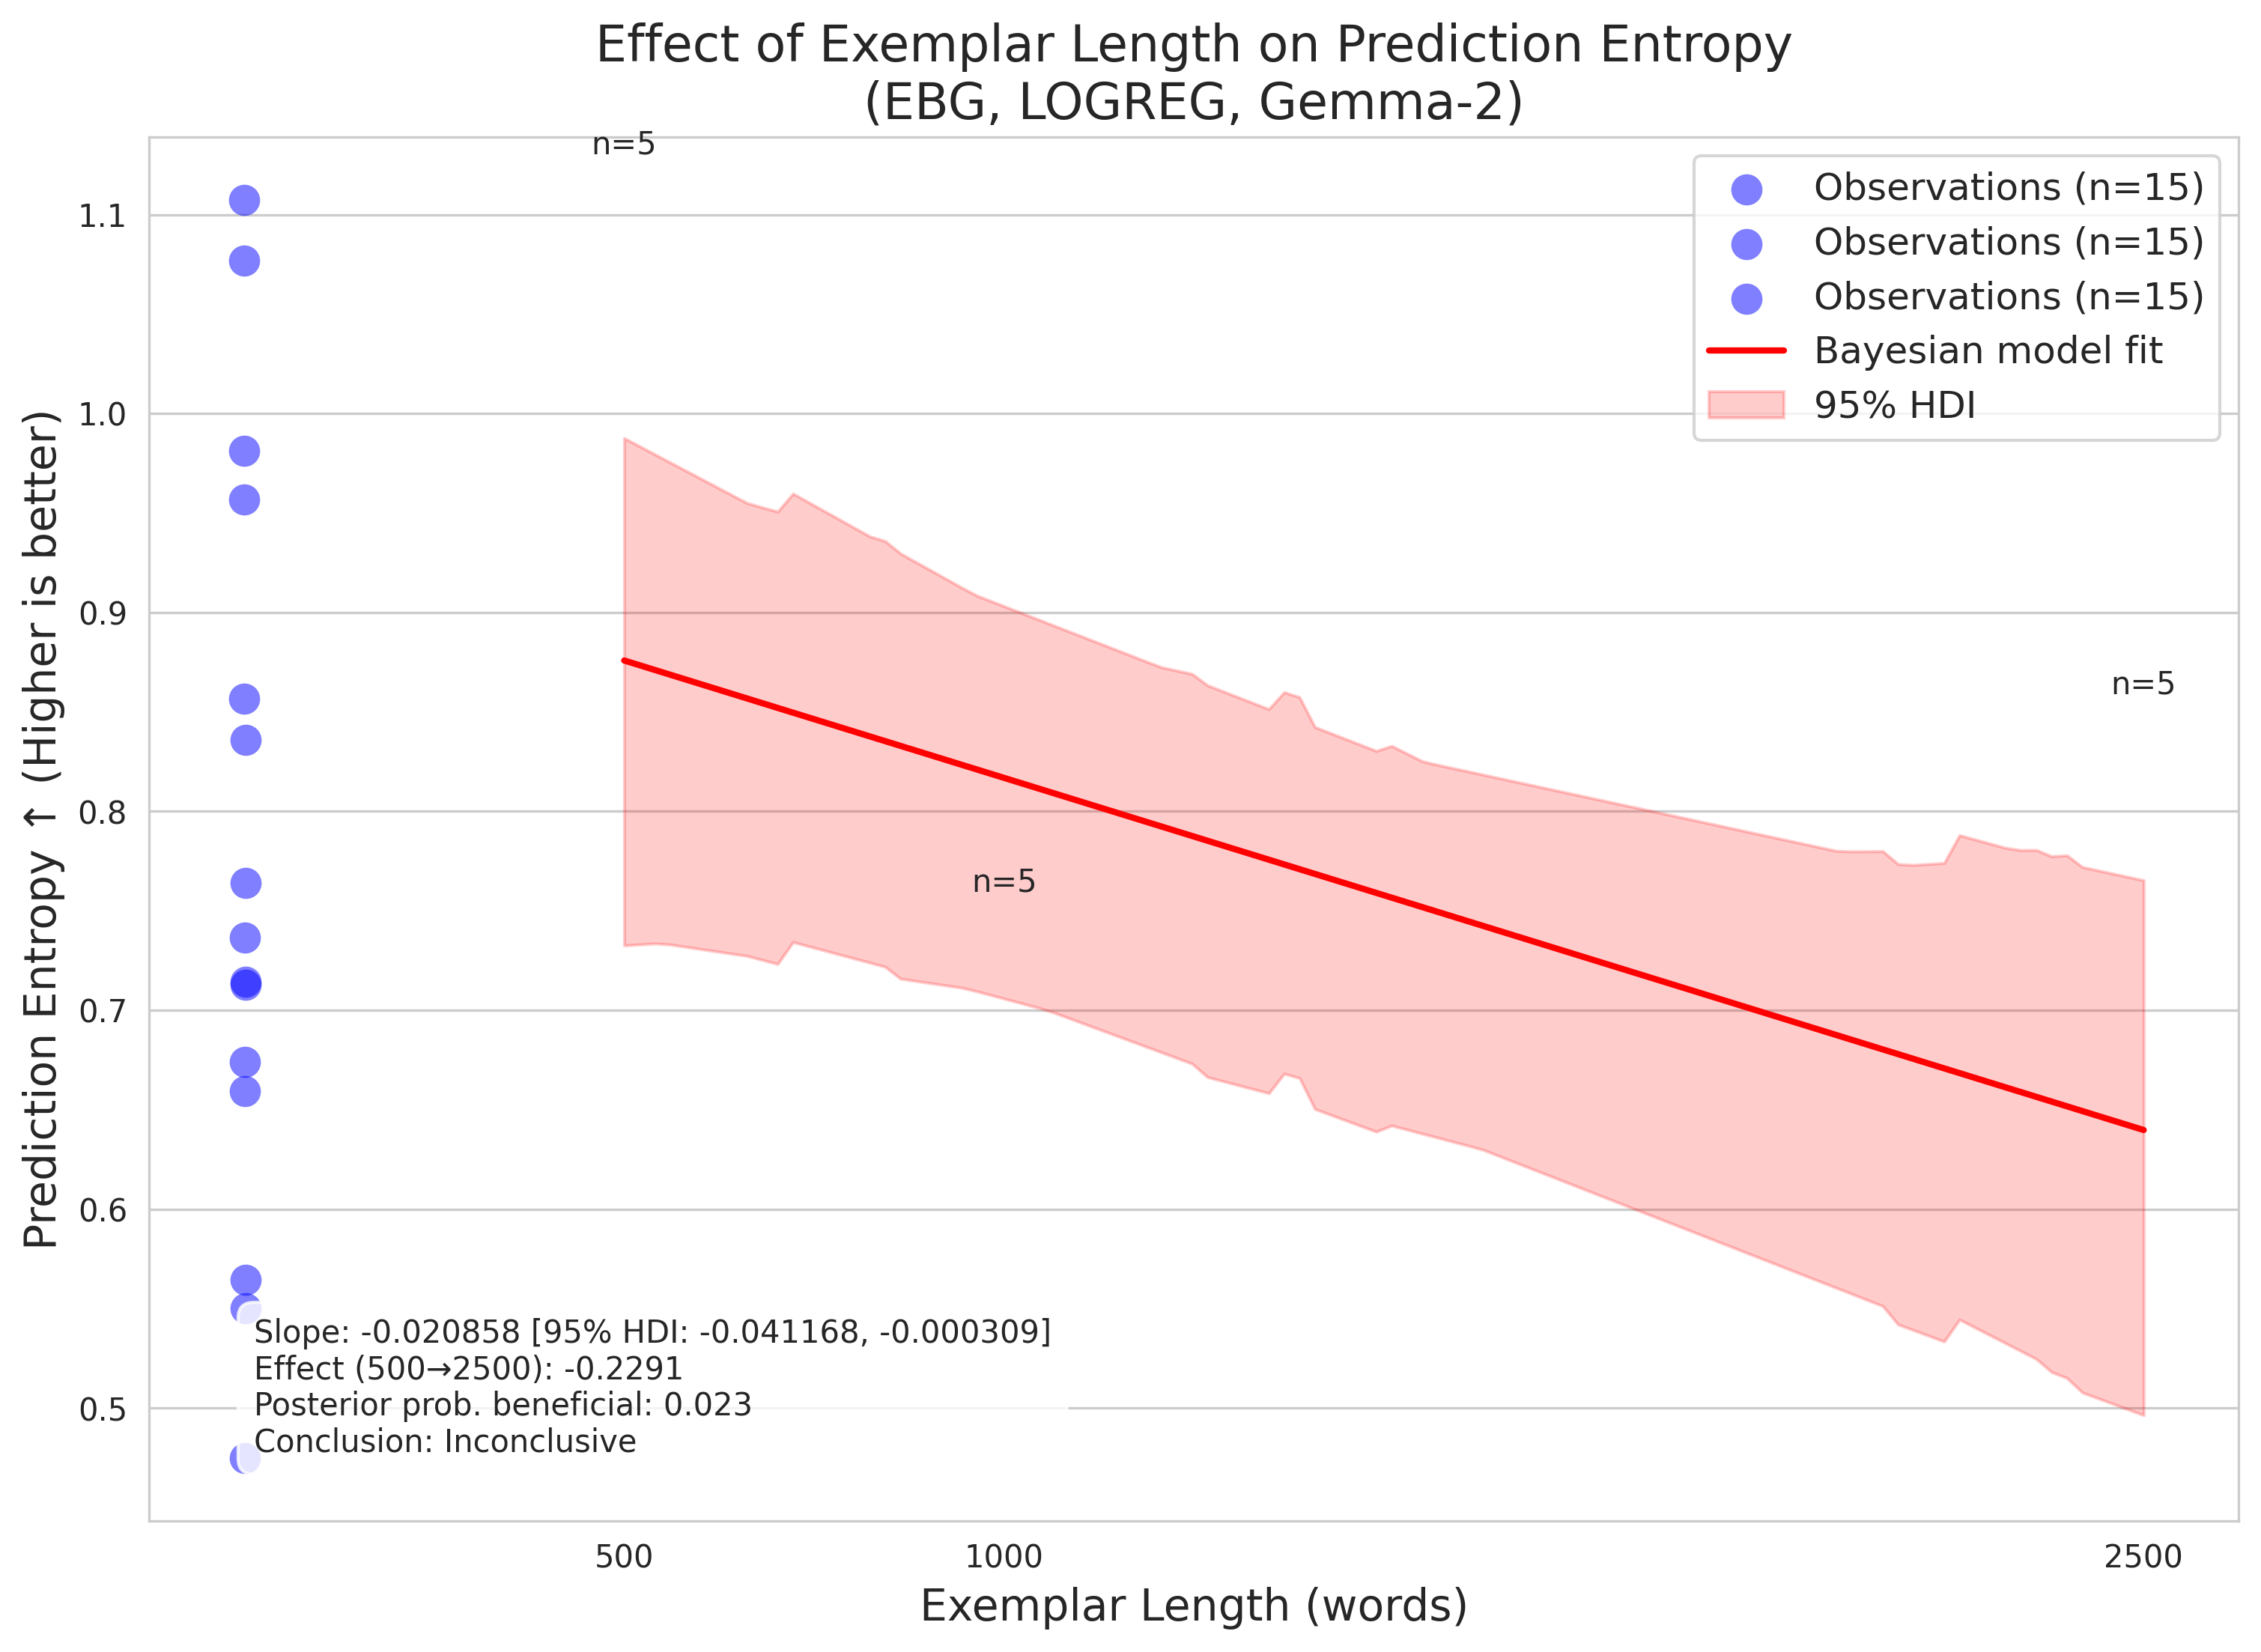 Effect of Exemplar Length on Prediction Entropy
(EBG, LOGREG, Gemma-2)
n=5
Observations (n=15)
Observations (n=15)
Observations (n=15)
Bayesian model fit
95% HDI
n=5
n=5
Prediction Entropy ↑ (Higher is better)
1.1
1.0
0.9
0.8
0.7
0.6
0.5
Slope: -0.020858 [95% HDI: -0.041168, -0.000309]
Effect (500→2500): -0.2291
Posterior prob. beneficial: 0.023
Conclusion: Inconclusive
500
1000
2500
Exemplar Length (words)